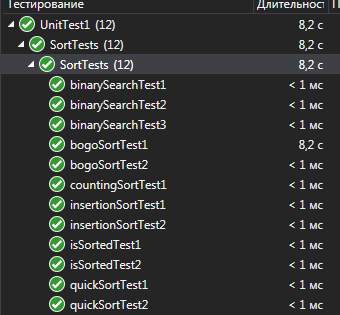 Тестирование Длительност
UnitTest1 (12) 8,2 с
SortTests (12) 8,2 с
SortTests (12) 8,2 с
binarySearchTest1 < 1 мс
binarySearchTest2 < 1 мс
binarySearchTest3 < 1 мс
bogoSortTest1 8,2 с
bogoSortTest2 < 1 мс
countingSortTest1 < 1 мс
insertionSortTest1 < 1 мс
insertionSortTest2 < 1 мс
isSortedTest1 < 1 мс
isSortedTest2 < 1 мс
quickSortTest1 < 1 мс
quickSortTest2 < 1 мс